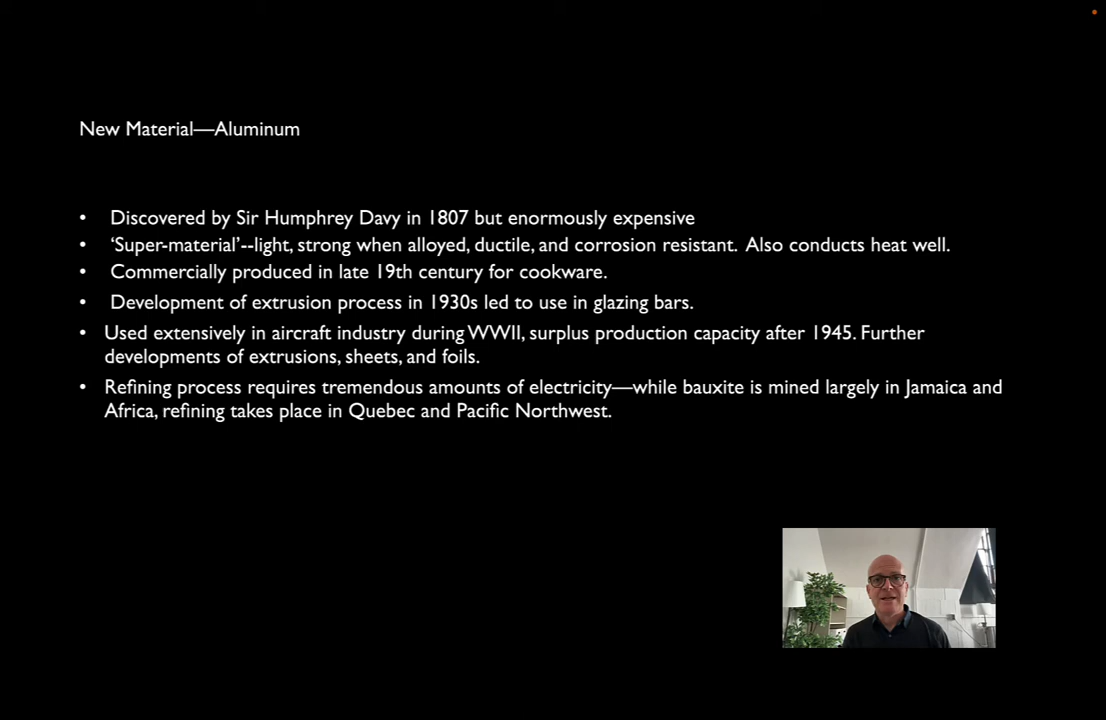 New Material—Aluminum
• Discovered by Sir Humphrey Davy in 1807 but enormously expensive
• ‘Super-material’--light, strong when alloyed, ductile, and corrosion resistant. Also conducts heat well.
• Commercially produced in late 19th century for cookware.
• Development of extrusion process in 1930s led to use in glazing bars.
• Used extensively in aircraft industry during WWII, surplus production capacity after 1945. Further
developments of extrusions, sheets, and foils.
• Refining process requires tremendous amounts of electricity—while bauxite is mined largely in Jamaica and
Africa, refining takes place in Quebec and Pacific Northwest.